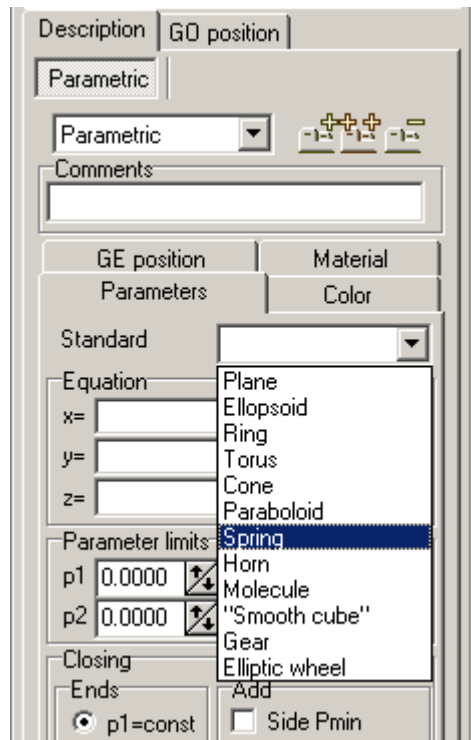 Description GO position
Parametric
Parametric
Comments
GE position Material
Parameters Color
Standard
Equation
Plane
x=
Ellopsoid
Ring
y=
Torus
Cone
z=
Paraboloid
Parameter limits
Spring
p1 0.0000
Horn
Molecule
p2 0.0000
"Smooth cube"
Gear
Closing
Elliptic wheel
Ends Add
p1=const Side Pmin